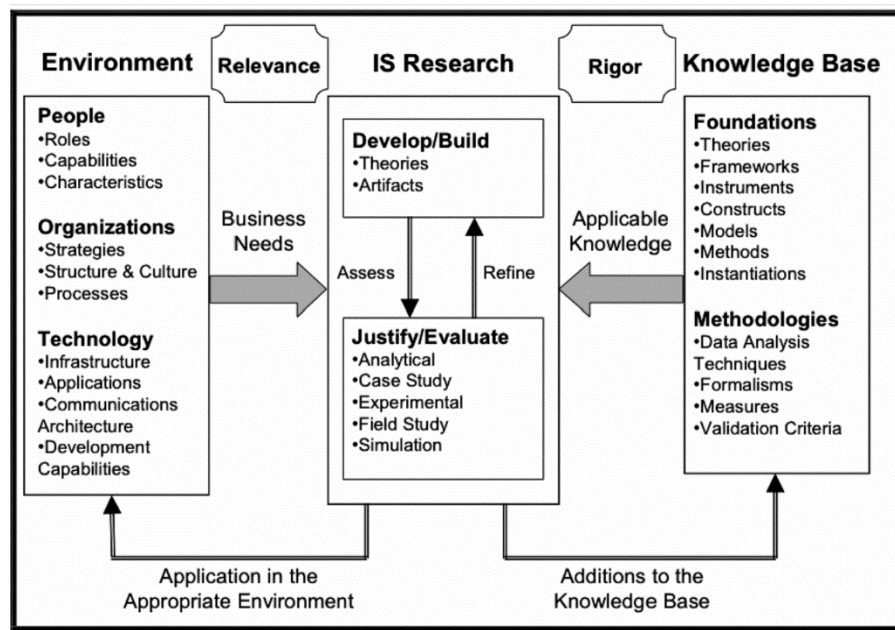 Environment
Relevance
IS Research
Rigor
Knowledge Base
People
•Roles
•Capabilities
•Characteristics
Organizations
•Strategies
•Structure & Culture
•Processes
Technology
•Infrastructure
•Applications
•Communications
Architecture
•Development
Capabilities
Business
Needs
Develop/Build
•Theories
•Artifacts
Assess
Refine
Justify/Evaluate
•Analytical
•Case Study
•Experimental
•Field Study
•Simulation
Applicable
Knowledge
Foundations
•Theories
•Frameworks
•Instruments
•Constructs
•Models
•Methods
•Instantiations
Methodologies
•Data Analysis
Techniques
•Formalisms
•Measures
•Validation Criteria
Application in the
Appropriate Environment
Additions to the
Knowledge Base